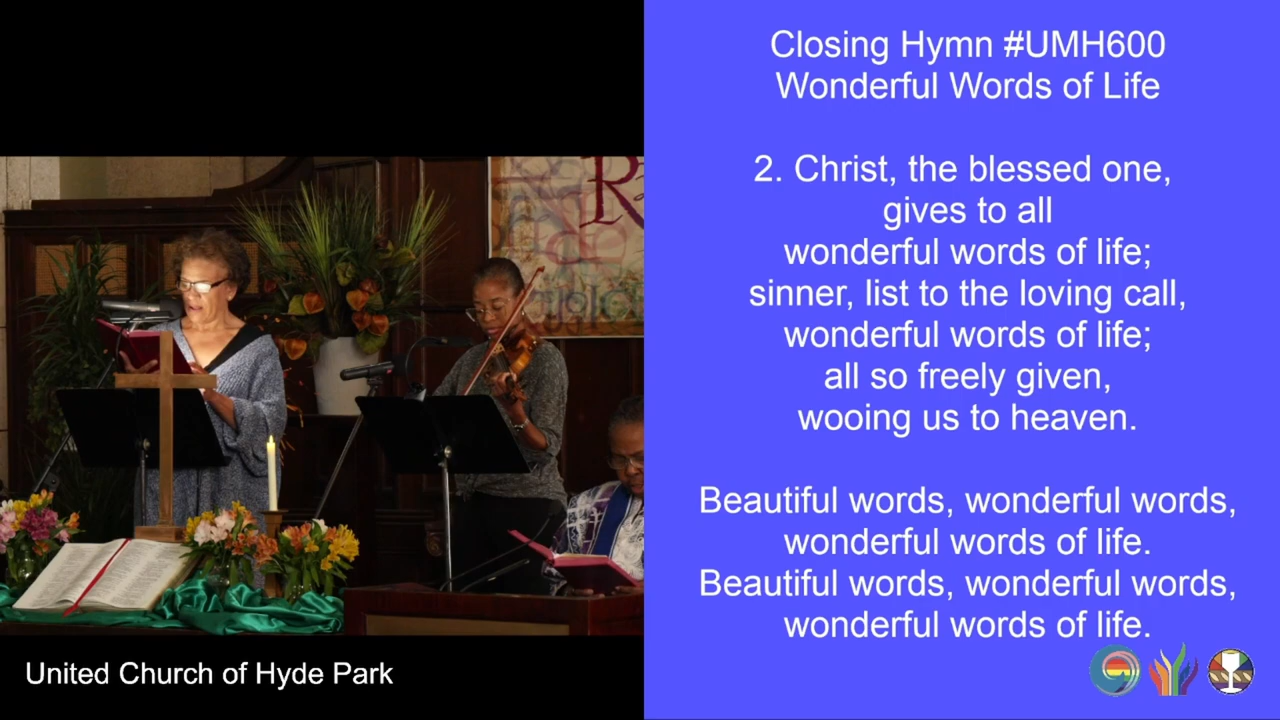 Closing Hymn #UMH600
Wonderful Words of Life
2. Christ, the blessed one,
gives to all
wonderful words of life;
sinner, list to the loving call,
wonderful words of life;
all so freely given,
wooing us to heaven.
Beautiful words, wonderful words,
wonderful words of life.
Beautiful words, wonderful words,
wonderful words of life.
United Church of Hyde Park